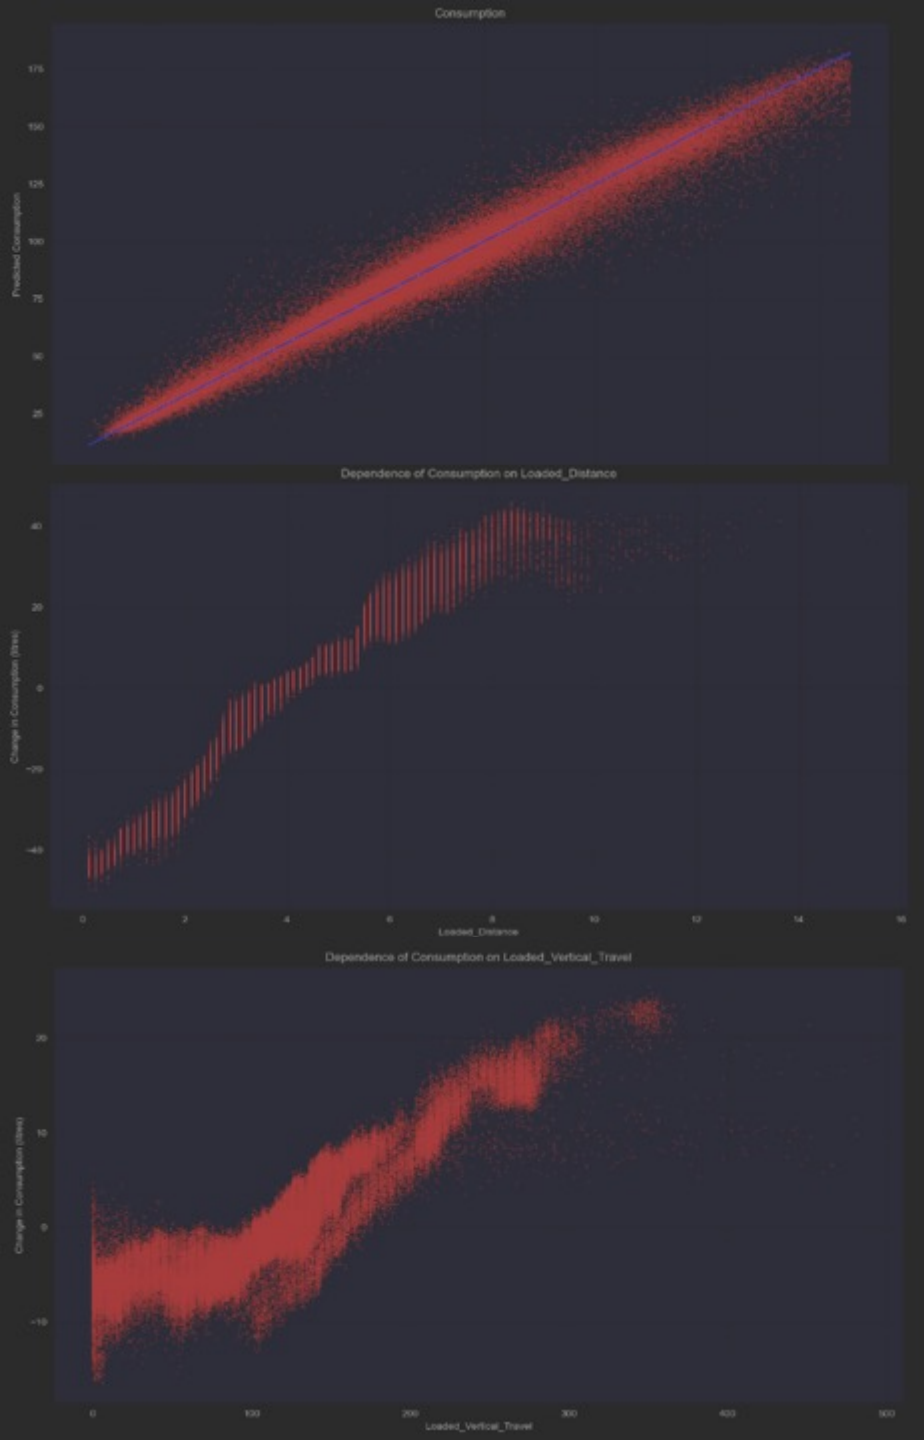 Consumption
175
150
125
100
75
50
25
Predicted Consumption
Dependence of Consumption on Loaded_Distance
40
20
0
-20
-40
Change in Consumption (litres)
0 2 4 6 8 10 12 14 16
Loaded_Distance
Dependence of Consumption on Loaded_Vertical_Travel
20
10
0
-10
Change in Consumption (litres)
0 100 200 300 400 500
Loaded_Vertical_Travel